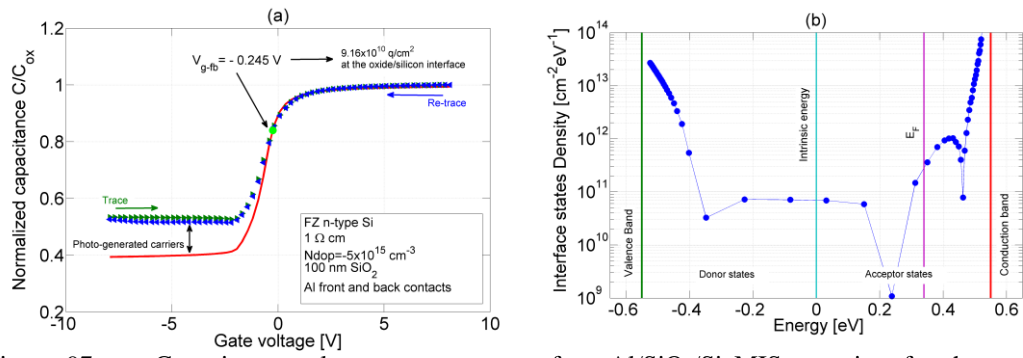 (a)
Normalized capacitance C/Cox
1.2
1.0
0.8
0.6
0.4
0.2
-10
-5
0
5
10
Gate voltage [V]
Vg-fb= - 0.245 V
9.16x10^10 q/cm^2
at the oxide/silicon interface
Re-trace
Trace
Photo-generated carriers
FZ n-type Si
1 Ω cm
Ndop=-5x10^15 cm^-3
100 nm SiO2
Al front and back contacts
(b)
Interface states Density [cm^-2eV^-1]
10^14
10^13
10^12
10^11
10^10
10^9
-0.6
-0.4
-0.2
0
0.2
0.4
0.6
Energy [eV]
Valence Band
Donor states
Intrinsic energy
Acceptor states
EF
Conduction band